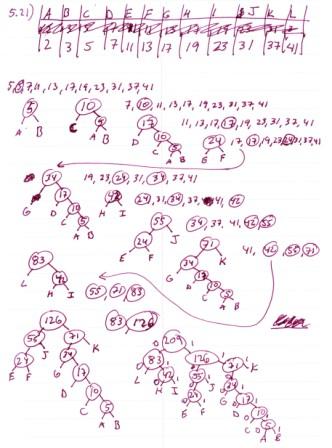 5.21) A B C D E F G H I J K L
2 3 5 7 11 13 17 19 23 31 37 41
5, 5, 7, 11, 13, 17, 19, 23, 31, 37, 41
5 10 7, 10, 11, 13, 17, 19, 23, 31, 37, 41
A B C 5 17 11, 13, 17, 17, 19, 23, 31, 37, 41
A B D 10 24 17, 17, 19, 23, 24, 31, 37, 41
C 5 E F
A B
34 19, 23, 24, 31, 34, 37, 41
G 17 42 24, 31, 34, 37, 41, 42
D 10 H I
C 5 55 34, 37, 41, 42, 55
A B 24 J
E F 71 41, 42, 55, 71
83 34 K
L 42 G 17
H I D 10
55, 71, 83 C 5
A B
126 83, 126
55 71 209
24 J 34 K 0 1
E F G 17 83 126
D 10 L 42 55 71 K
C 5 H I 24 J 34
A B E F G 17
D 10
C 5